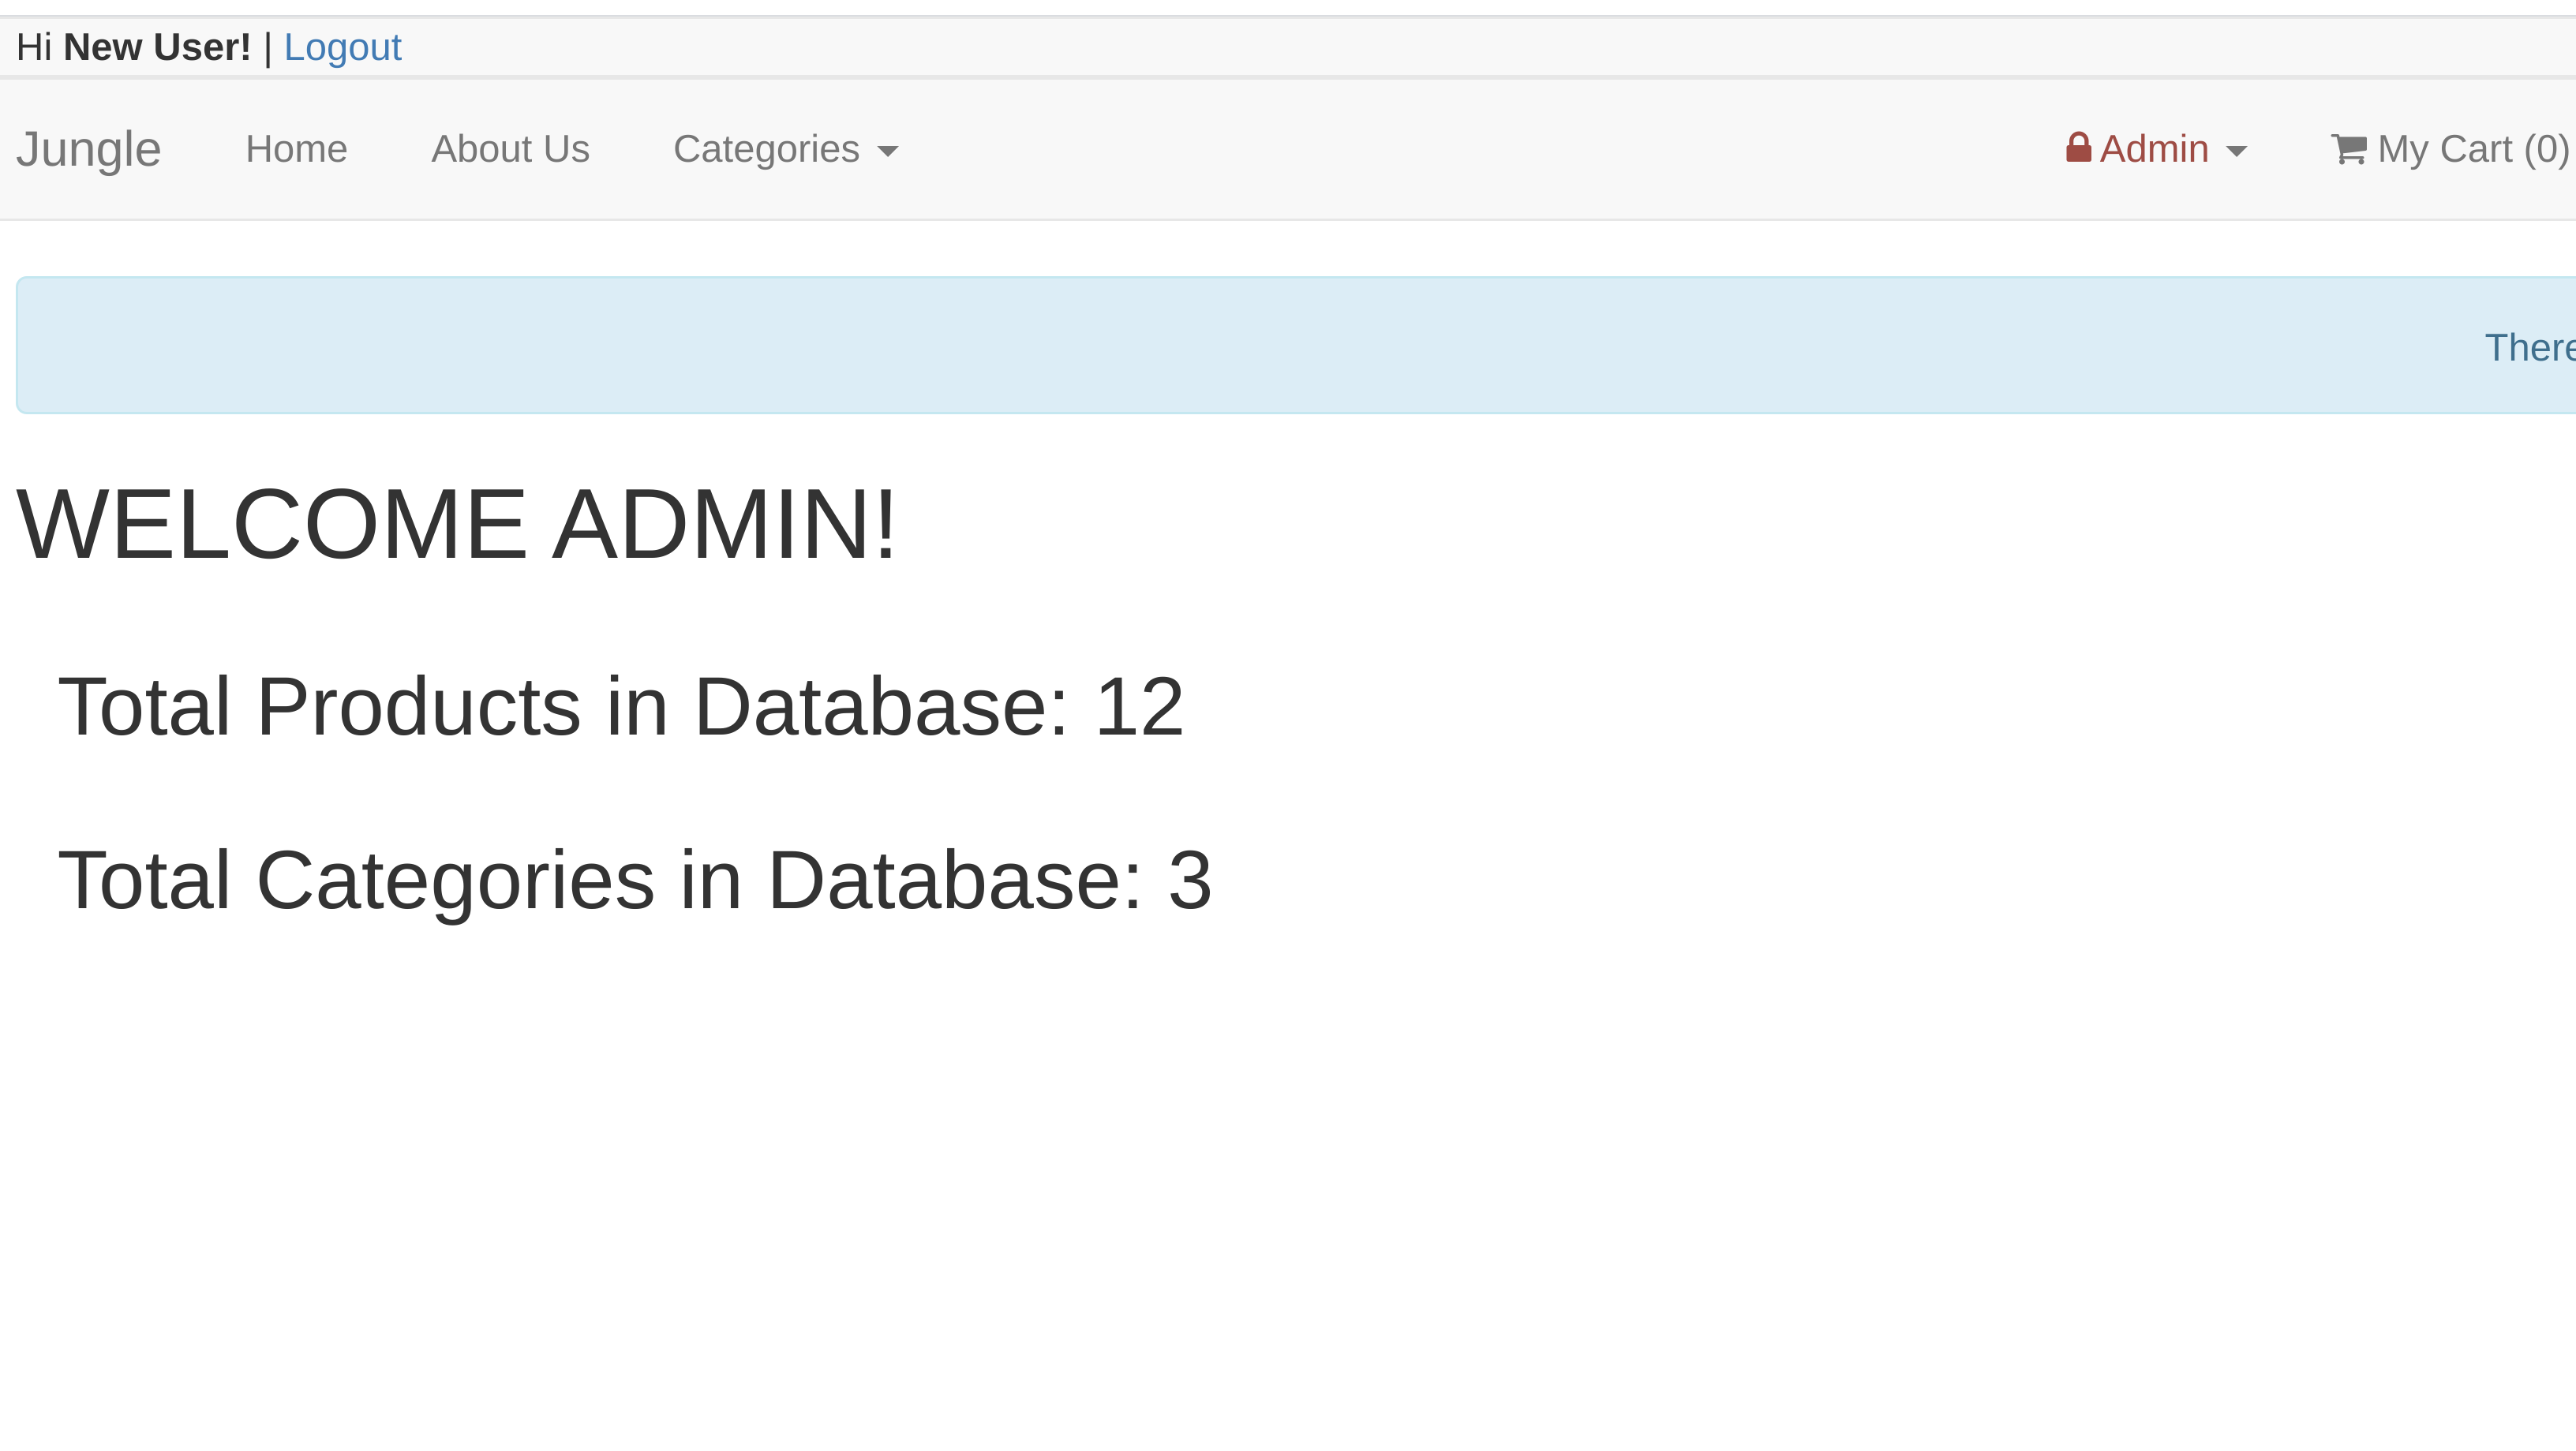 Hi New User! | Logout
Jungle Home About Us Categories Admin My Cart (0)
There
WELCOME ADMIN!
Total Products in Database: 12
Total Categories in Database: 3